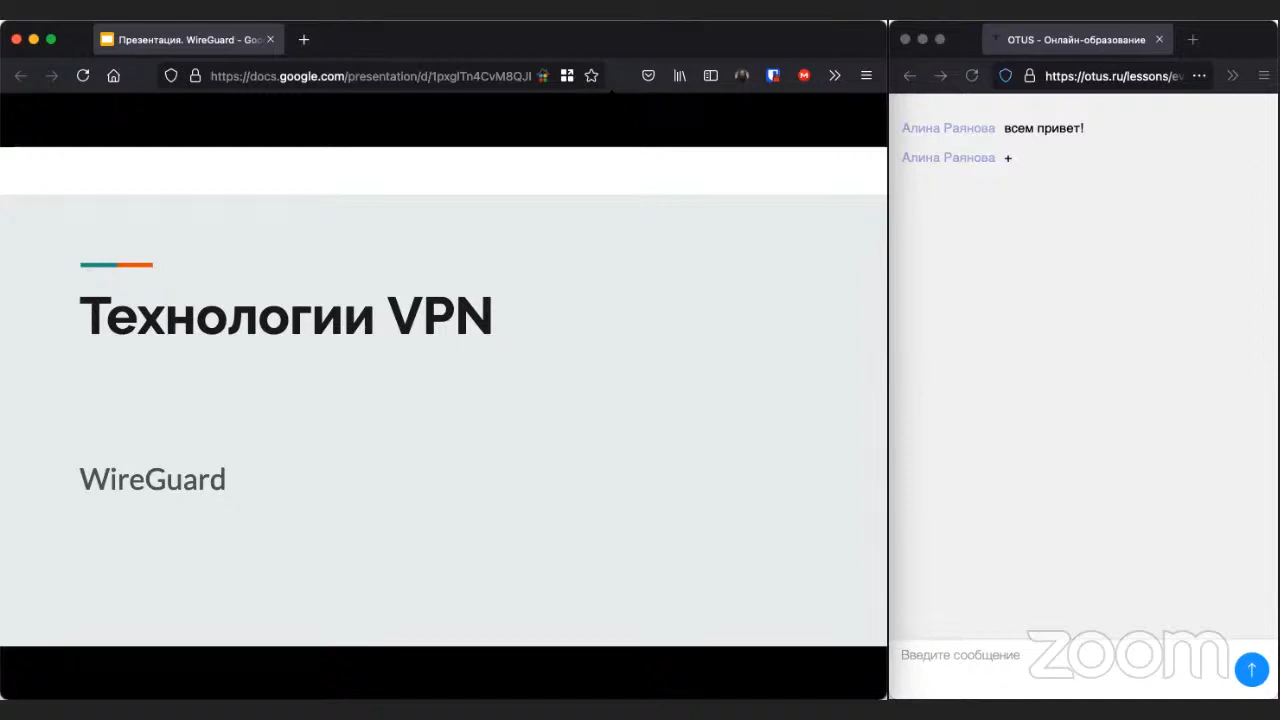 Презентация. WireGuard - Goo
https://docs.google.com/presentation/d/1pxglTn4CvM8QJI
Технологии VPN
WireGuard
OTUS - Онлайн-образование
https://otus.ru/lessons/ev
Алина Раянова всем привет!
Алина Раянова +
Введите сообщение
zoom